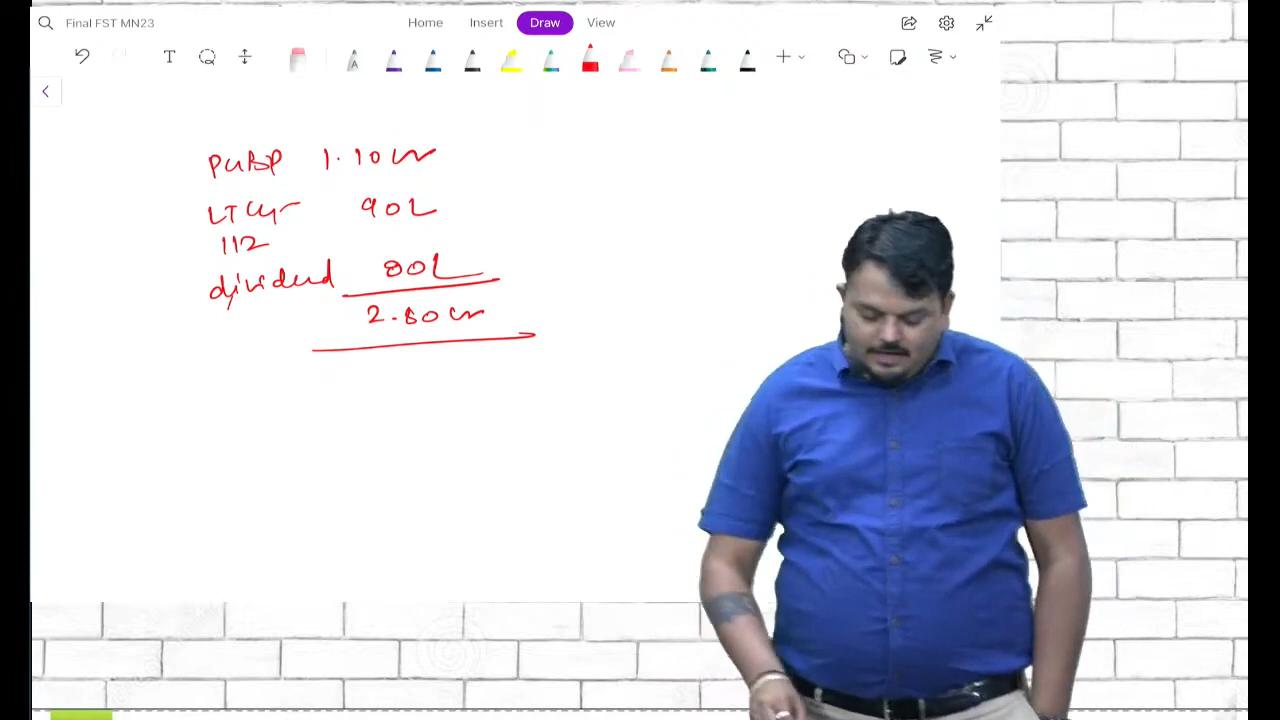 Final FST MN23
Home Insert Draw View
T
A
PGBP 1.10 cr
LTCG 90L
112
dividend 80L
2.80 cr